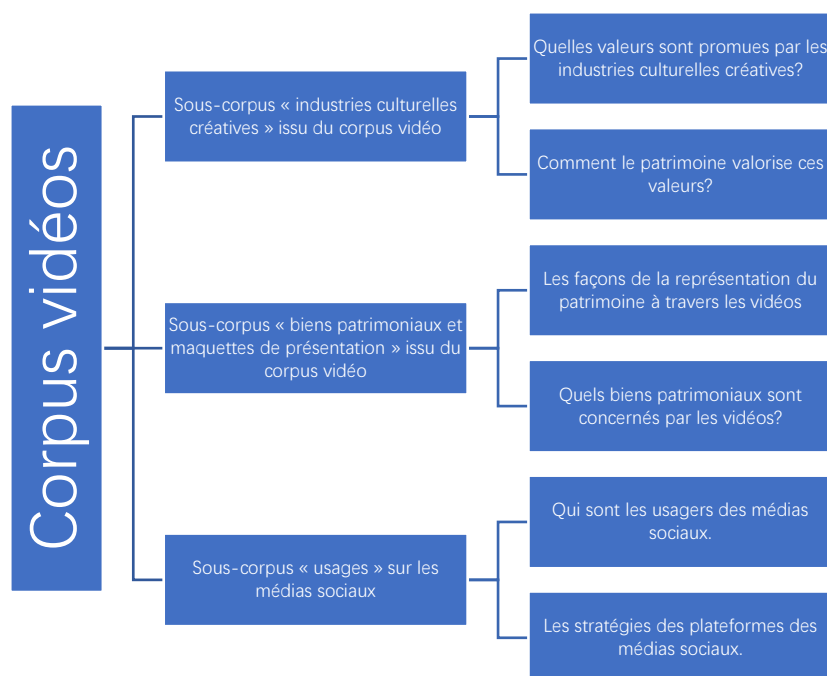 Corpus vidéos
Sous-corpus « industries culturelles
créatives » issu du corpus vidéo
Quelles valeurs sont promues par les
industries culturelles créatives?
Comment le patrimoine valorise ces
valeurs?
Sous-corpus « biens patrimoniaux et
maquettes de présentation » issu du
corpus vidéo
Les façons de la représentation du
patrimoine à travers les vidéos
Quels biens patrimoniaux sont
concernés par les vidéos?
Sous-corpus « usages » sur les
médias sociaux
Qui sont les usagers des médias
sociaux.
Les stratégies des plateformes des
médias sociaux.